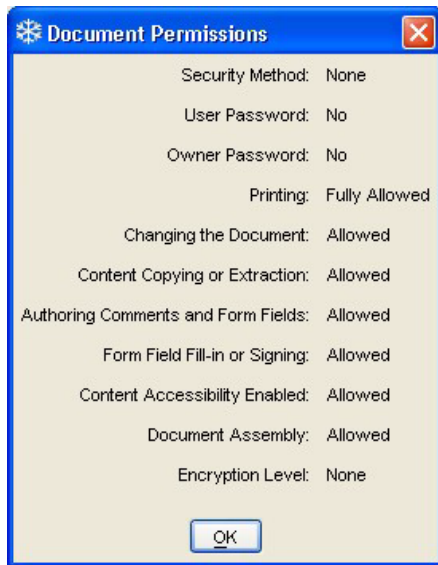 Document Permissions
Security Method: None
User Password: No
Owner Password: No
Printing: Fully Allowed
Changing the Document: Allowed
Content Copying or Extraction: Allowed
Authoring Comments and Form Fields: Allowed
Form Field Fill-in or Signing: Allowed
Content Accessibility Enabled: Allowed
Document Assembly: Allowed
Encryption Level: None
OK